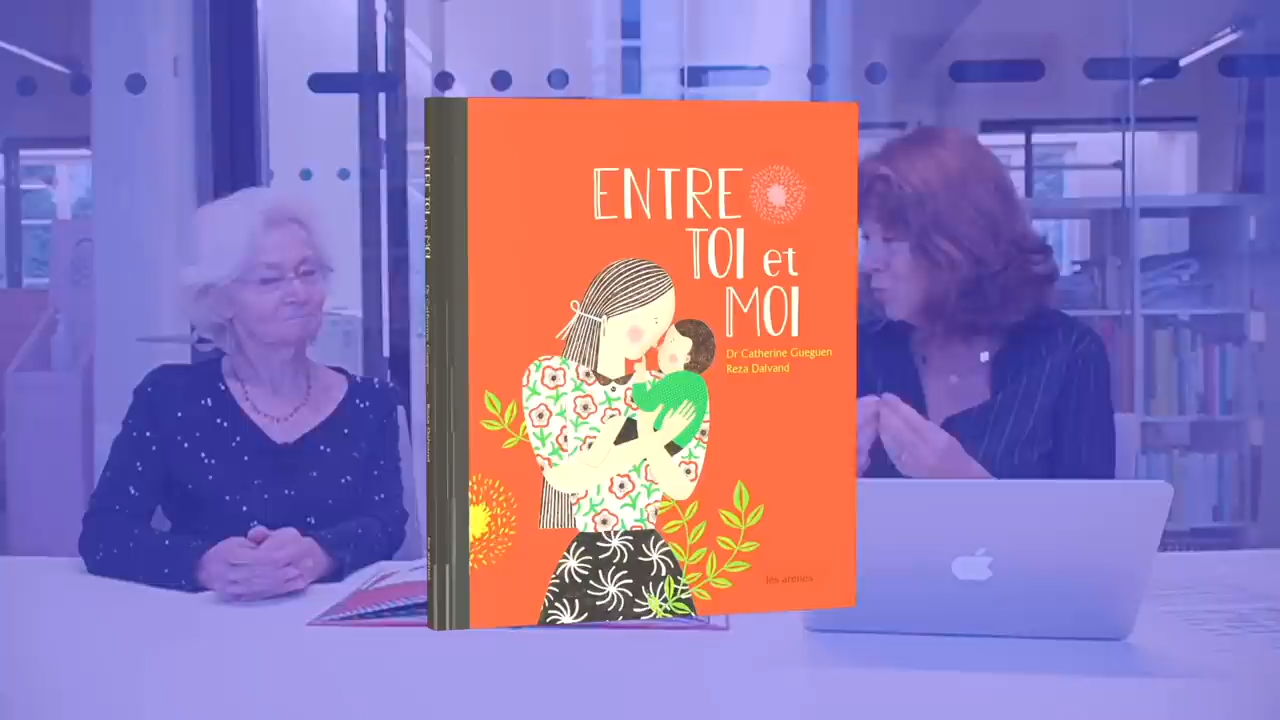 ENTRE
TOI et
MOI
Dr Catherine Gueguen
Reza Dalvand
les arènes